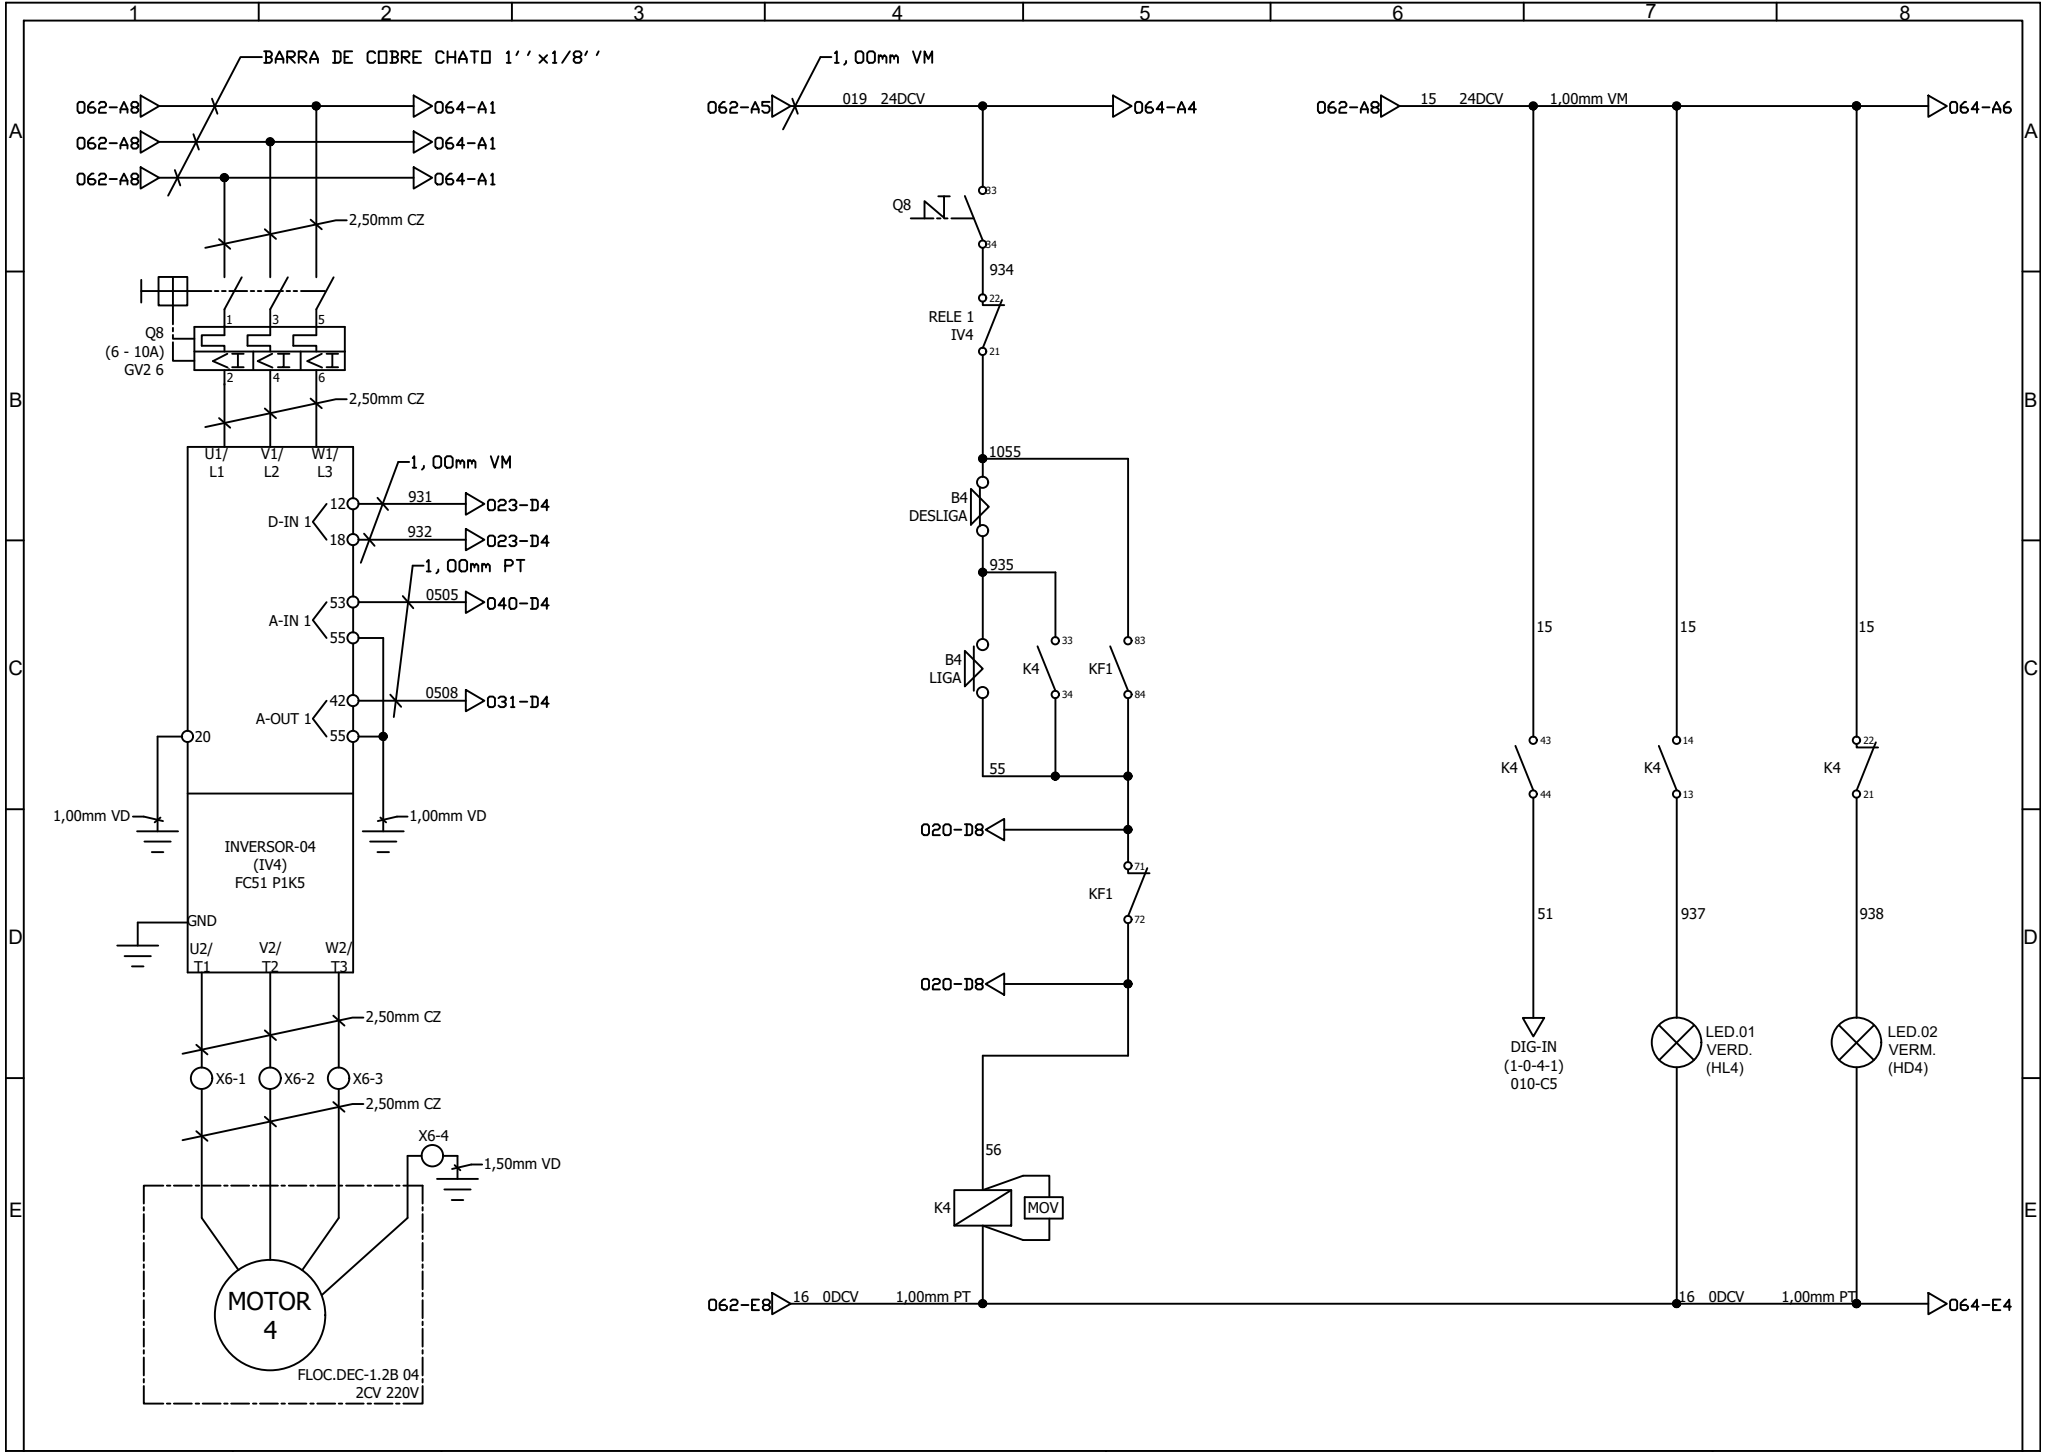 1 2 3 4 5 6 7 8
BARRA DE COBRE CHATO 1''x1/8''
1,00mm VM
062-A8
064-A1
062-A5
019 24DCV
064-A4
062-A8
15 24DCV 1,00mm VM
064-A6
A
A
062-A8
064-A1
062-A8
064-A1
33
Q8
34
2,50mm CZ
934
22
RELE 1
IV4
21
1 3 5
Q8
(6 - 10A)
GV2 6
2 4 6
B
B
2,50mm CZ
U1/ V1/ W1/
L1 L2 L3
1,00mm VM
12
931
023-D4
D-IN 1
18
932
023-D4
1055
B4
DESLIGA
1,00mm PT
935
53
0505
040-D4
A-IN 1
55
15
15
15
33
83
B4
LIGA
K4
KF1
34
84
C
C
42
0508
031-D4
A-OUT 1
55
20
43
14
22
K4
K4
K4
44
13
21
55
1,00mm VD
1,00mm VD
020-D8
INVERSOR-04
(IV4)
FC51 P1K5
71
KF1
72
51
937
938
GND
D
D
U2/ V2/ W2/
T1 T2 T3
020-D8
2,50mm CZ
DIG-IN
(1-0-4-1)
010-C5
LED.01
VERD.
(HL4)
LED.02
VERM.
(HD4)
X6-1 X6-2 X6-3
2,50mm CZ
X6-4
1,50mm VD
56
K4
MOV
E
E
MOTOR
4
062-E8
16 0DCV 1,00mm PT
16 0DCV 1,00mm PT
064-E4
FLOC.DEC-1.2B 04
2CV 220V